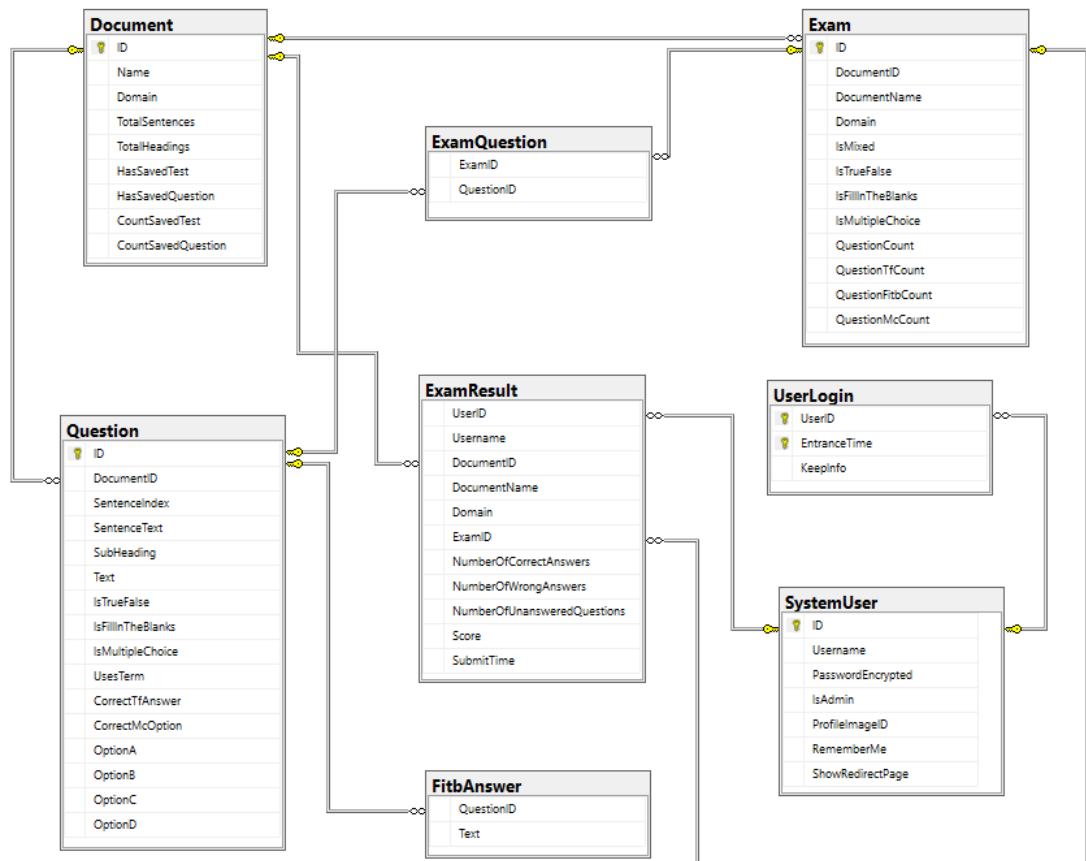 Document
ID
Name
Domain
TotalSentences
TotalHeadings
HasSavedTest
HasSavedQuestion
CountSavedTest
CountSavedQuestion
Exam
ID
DocumentID
DocumentName
Domain
IsMixed
IsTrueFalse
IsFillInTheBlanks
IsMultipleChoice
QuestionCount
QuestionTfCount
QuestionFitbCount
QuestionMcCount
ExamQuestion
ExamID
QuestionID
ExamResult
UserID
Username
DocumentID
DocumentName
Domain
ExamID
NumberOfCorrectAnswers
NumberOfWrongAnswers
NumberOfUnansweredQuestions
Score
SubmitTime
UserLogin
UserID
EntranceTime
KeepInfo
Question
ID
DocumentID
SentenceIndex
SentenceText
SubHeading
Text
IsTrueFalse
IsFillInTheBlanks
IsMultipleChoice
UsesTerm
CorrectTfAnswer
CorrectMcOption
OptionA
OptionB
OptionC
OptionD
SystemUser
ID
Username
PasswordEncrypted
IsAdmin
ProfileImageID
RememberMe
ShowRedirectPage
FitbAnswer
QuestionID
Text